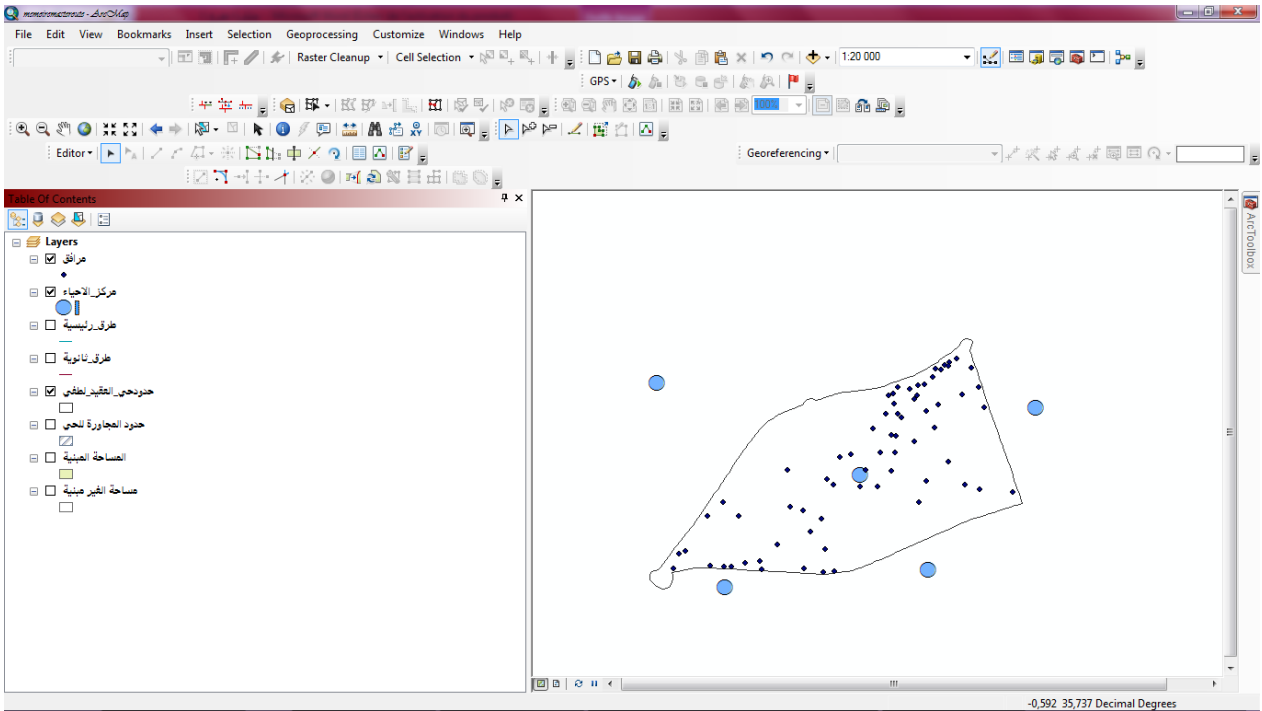 memoiremasteroute - ArcMap
File Edit View Bookmarks Insert Selection Geoprocessing Customize Windows Help
Raster Cleanup Cell Selection 1:20 000
GPS
100%
Editor Georeferencing
Table Of Contents
Layers
مرافق
مركز_الاحياء
طرق_رئيسية
طرق_ثانوية
حدودحي_العقيد_لطفي
حدود المجاورة للحي
المساحة المبنية
مساحة الغير مبنية
ArcToolbox
-0,592 35,737 Decimal Degrees